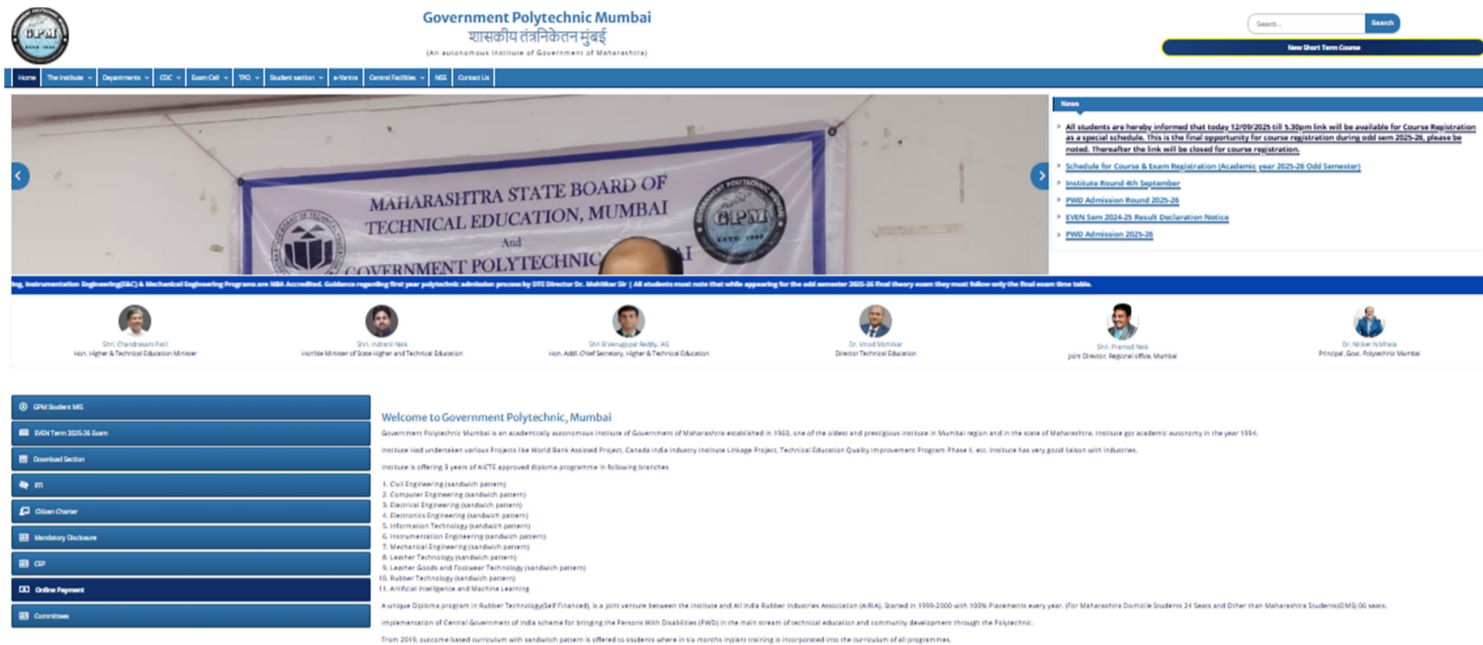 GPM
Government Polytechnic Mumbai
शासकीय तंत्रनिकेतन मुंबई
(An autonomous Institute of Government of Maharashtra)
Search...
Search
New Short Term Course
Home The Institute Departments CDC Exam Cell TPO Student section e-Yantra Central Facilities NSS Contact Us
MAHARASHTRA STATE BOARD OF
TECHNICAL EDUCATION, MUMBAI
And
GOVERNMENT POLYTECHNIC
AI
GPM
ESTD. 1960
News
All students are hereby informed that today 12/09/2025 till 5.30pm link will be available for Course Registration
as a special schedule. This is the final opportunity for course registration during odd sem 2025-26, please be
noted. Thereafter the link will be closed for course registration.
Schedule for Course & Exam Registration (Academic year 2025-26 Odd Semester)
Institute Round 4th September
PWD Admission Round 2025-26
EVEN Sem 2024-25 Result Declaration Notice
PWD Admission 2025-26
ng, Instrumentation Engineering(E&C) & Mechanical Engineering Programs are NBA Accredited. Guidance regarding first year polytechnic admission process by DTE Director Dr. Mohitkar Sir | All students must note that while appearing for the odd semester 2025-26 final theory exam they must follow only the final exam time table.
Shri. Chandrakant Patil
Hon. Higher & Technical Education Minister
Shri. Indranil Naik
Hon'ble Minister of State Higher and Technical Education
Shri B Venugopal Reddy, IAS
Hon. Addl. Chief Secretary, Higher & Technical Education
Dr. Vinod Mohitkar
Director Technical Education
Shri. Pramod Naik
Joint Director, Regional office, Mumbai
Dr. Nitiket N.Mhala
Principal ,Govt. Polytechnic Mumbai
GPM Student MIS
EVEN Term 2025-26 Exam
Download Section
RTI
Citizen Charter
Mandatory Disclosure
CEP
Online Payment
Committees
Welcome to Government Polytechnic, Mumbai
Government Polytechnic Mumbai is an academically autonomous institute of Government of Maharashtra established in 1960, one of the oldest and prestigious institute in Mumbai region and in the state of Maharashtra. Institute got academic autonomy in the year 1994.
Institute Had undertaken various Projects like World Bank Assisted Project, Canada India Industry Institute Linkage Project, Technical Education Quality Improvement Program Phase II, etc. Institute has very good liaison with industries.
Institute is offering 3 years of AICTE approved diploma programme in following branches
1. Civil Engineering (sandwich pattern)
2. Computer Engineering (sandwich pattern)
3. Electrical Engineering (sandwich pattern)
4. Electronics Engineering (sandwich pattern)
5. Information Technology (sandwich pattern)
6. Instrumentation Engineering (sandwich pattern)
7. Mechanical Engineering (sandwich pattern)
8. Leather Technology (sandwich pattern)
9. Leather Goods and Footwear Technology (sandwich pattern)
10. Rubber Technology (sandwich pattern)
11. Artificial Intelligence and Machine Learning
A unique Diploma program in Rubber Technology(Self Financed), is a joint venture between the institute and All India Rubber Industries Association (AIRIA). Started in 1999-2000 with 100% Placements every year. (For Maharashtra Domicile Students 24 Seats and Other than Maharashtra Students(OMS) 06 seats.
Implementation of Central Government of India scheme for bringing the Persons With Disabilities (PWD) in the main stream of technical education and community development through the Polytechnic.
From 2019, outcome based curriculum with sandwitch pattern is offered to students where in six months inplant training is incorporated into the curriculum of all programmes.